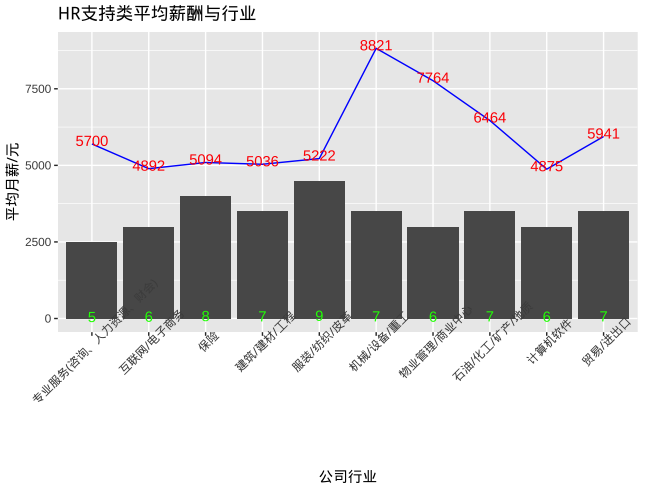 HR支持类平均薪酬与行业
平均月薪/元
7500
5000
2500
0
5700
4892
5094
5036
5222
8821
7764
6464
4875
5941
5
6
8
7
9
7
6
7
6
7
专业服务(咨询、人力资源、财会)
互联网/电子商务
保险
建筑/建材/工程
服装/纺织/皮革
机械/设备/重工
物业管理/商业中心
石油/化工/矿产/地质
计算机软件
贸易/进出口
公司行业